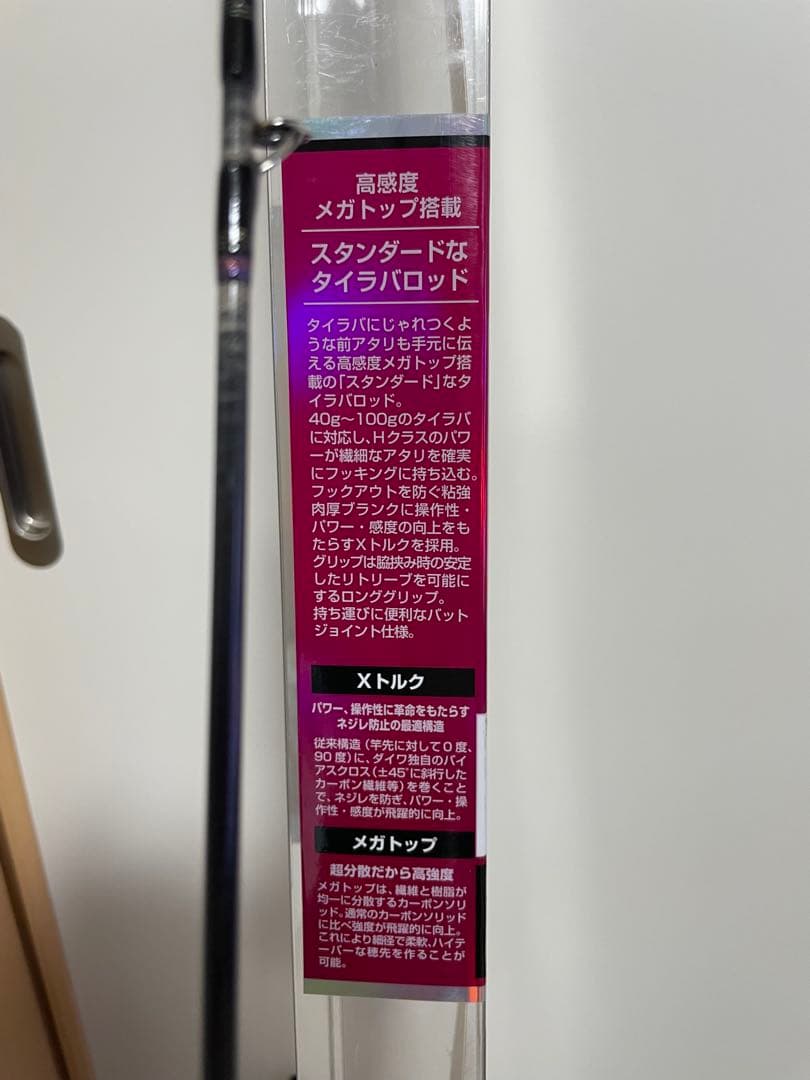 高感度
メガトップ搭載
スタンダードな
タイラバロッド
タイラバにじゃれつくよ
うな前アタリも手元に伝
える高感度メガトップ搭
載の「スタンダード」なタ
イラバロッド。
40g〜100gのタイラバ
に対応し、Hクラスのパワ
ーが繊細なアタリを確実
にフッキングに持ち込む。
フックアウトを防ぐ粘強
肉厚ブランクに操作性・
パワー・感度の向上をも
たらすXトルクを採用。
グリップは脇挟み時の安定
したリトリーブを可能に
するロンググリップ。
持ち運びに便利なバット
ジョイント仕様。
Xトルク
パワー、操作性に革命をもたらす
ネジレ防止の最適構造
従来構造(竿先に対して0度、
90度)に、ダイワ独自のバイ
アスクロス(±45°に斜行した
カーボン繊維等)を巻くこと
で、ネジレを防ぎ、パワー・操
作性・感度が飛躍的に向上。
メガトップ
超分散だから高強度
メガトップは、繊維と樹脂が
均一に分散するカーボンソリ
ッド。通常のカーボンソリッド
に比べ強度が飛躍的に向上。
これにより細径で柔軟、ハイテ
ーパーな穂先を作ることが
可能。